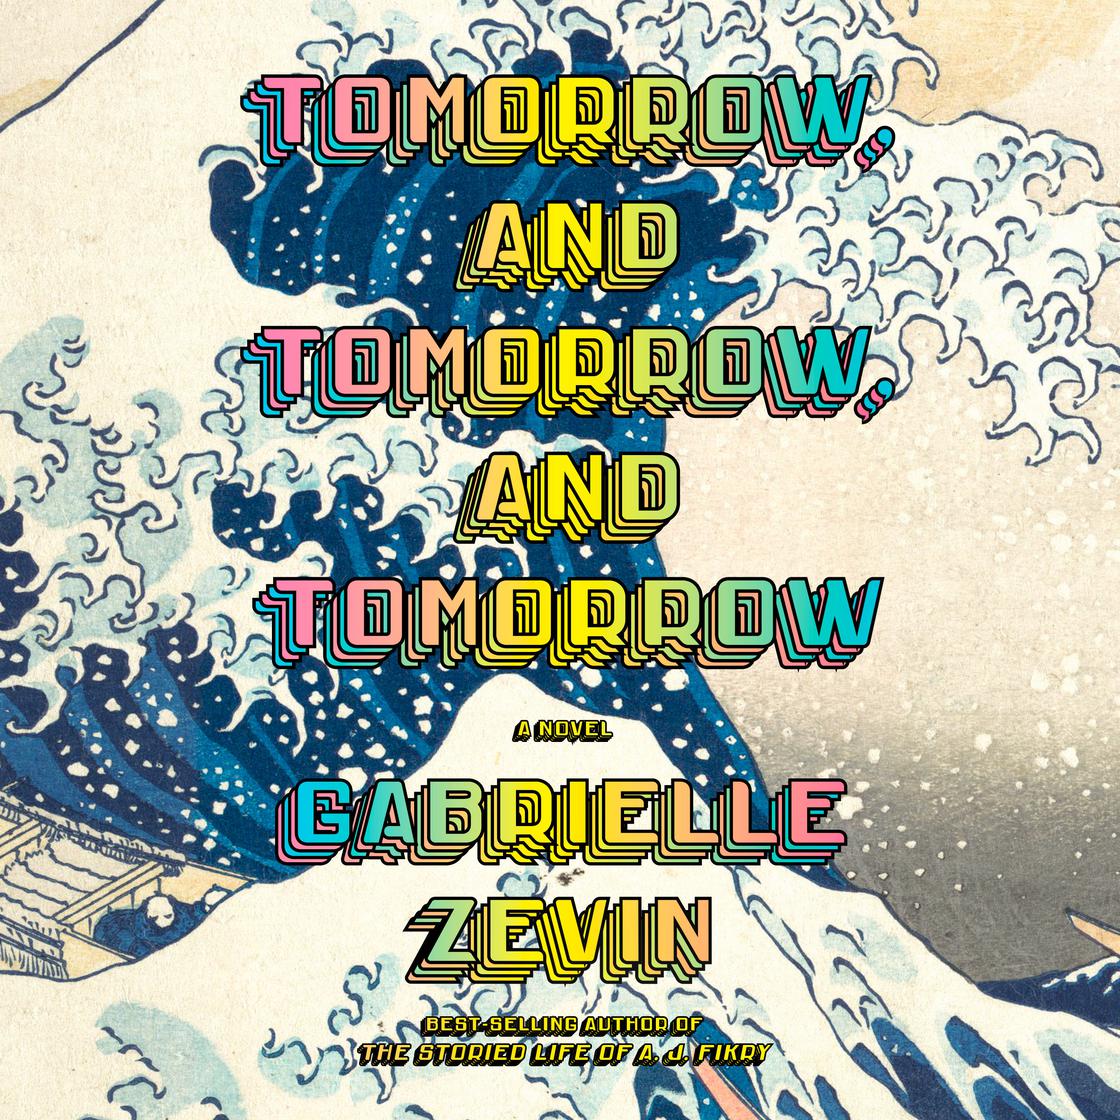 TOMORROW,
AND
TOMORROW,
AND
TOMORROW
A NOVEL
GABRIELLE
ZEVIN
BEST-SELLING AUTHOR OF
THE STORIED LIFE OF A. J. FIKRY